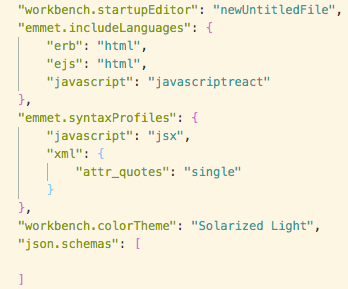 "workbench.startupEditor": "newUntitledFile",
"emmet.includeLanguages": {
"erb": "html",
"ejs": "html",
"javascript": "javascriptreact"
},
"emmet.syntaxProfiles": {
"javascript": "jsx",
"xml": {
"attr_quotes": "single"
}
},
"workbench.colorTheme": "Solarized Light",
"json.schemas": [
]